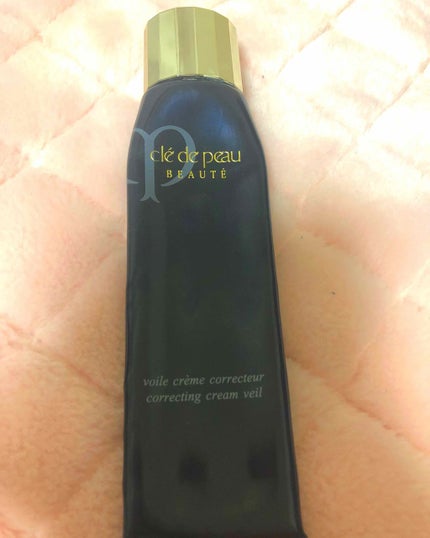 clé de peau
BEAUTÉ
voile crème correcteur
correcting cream veil